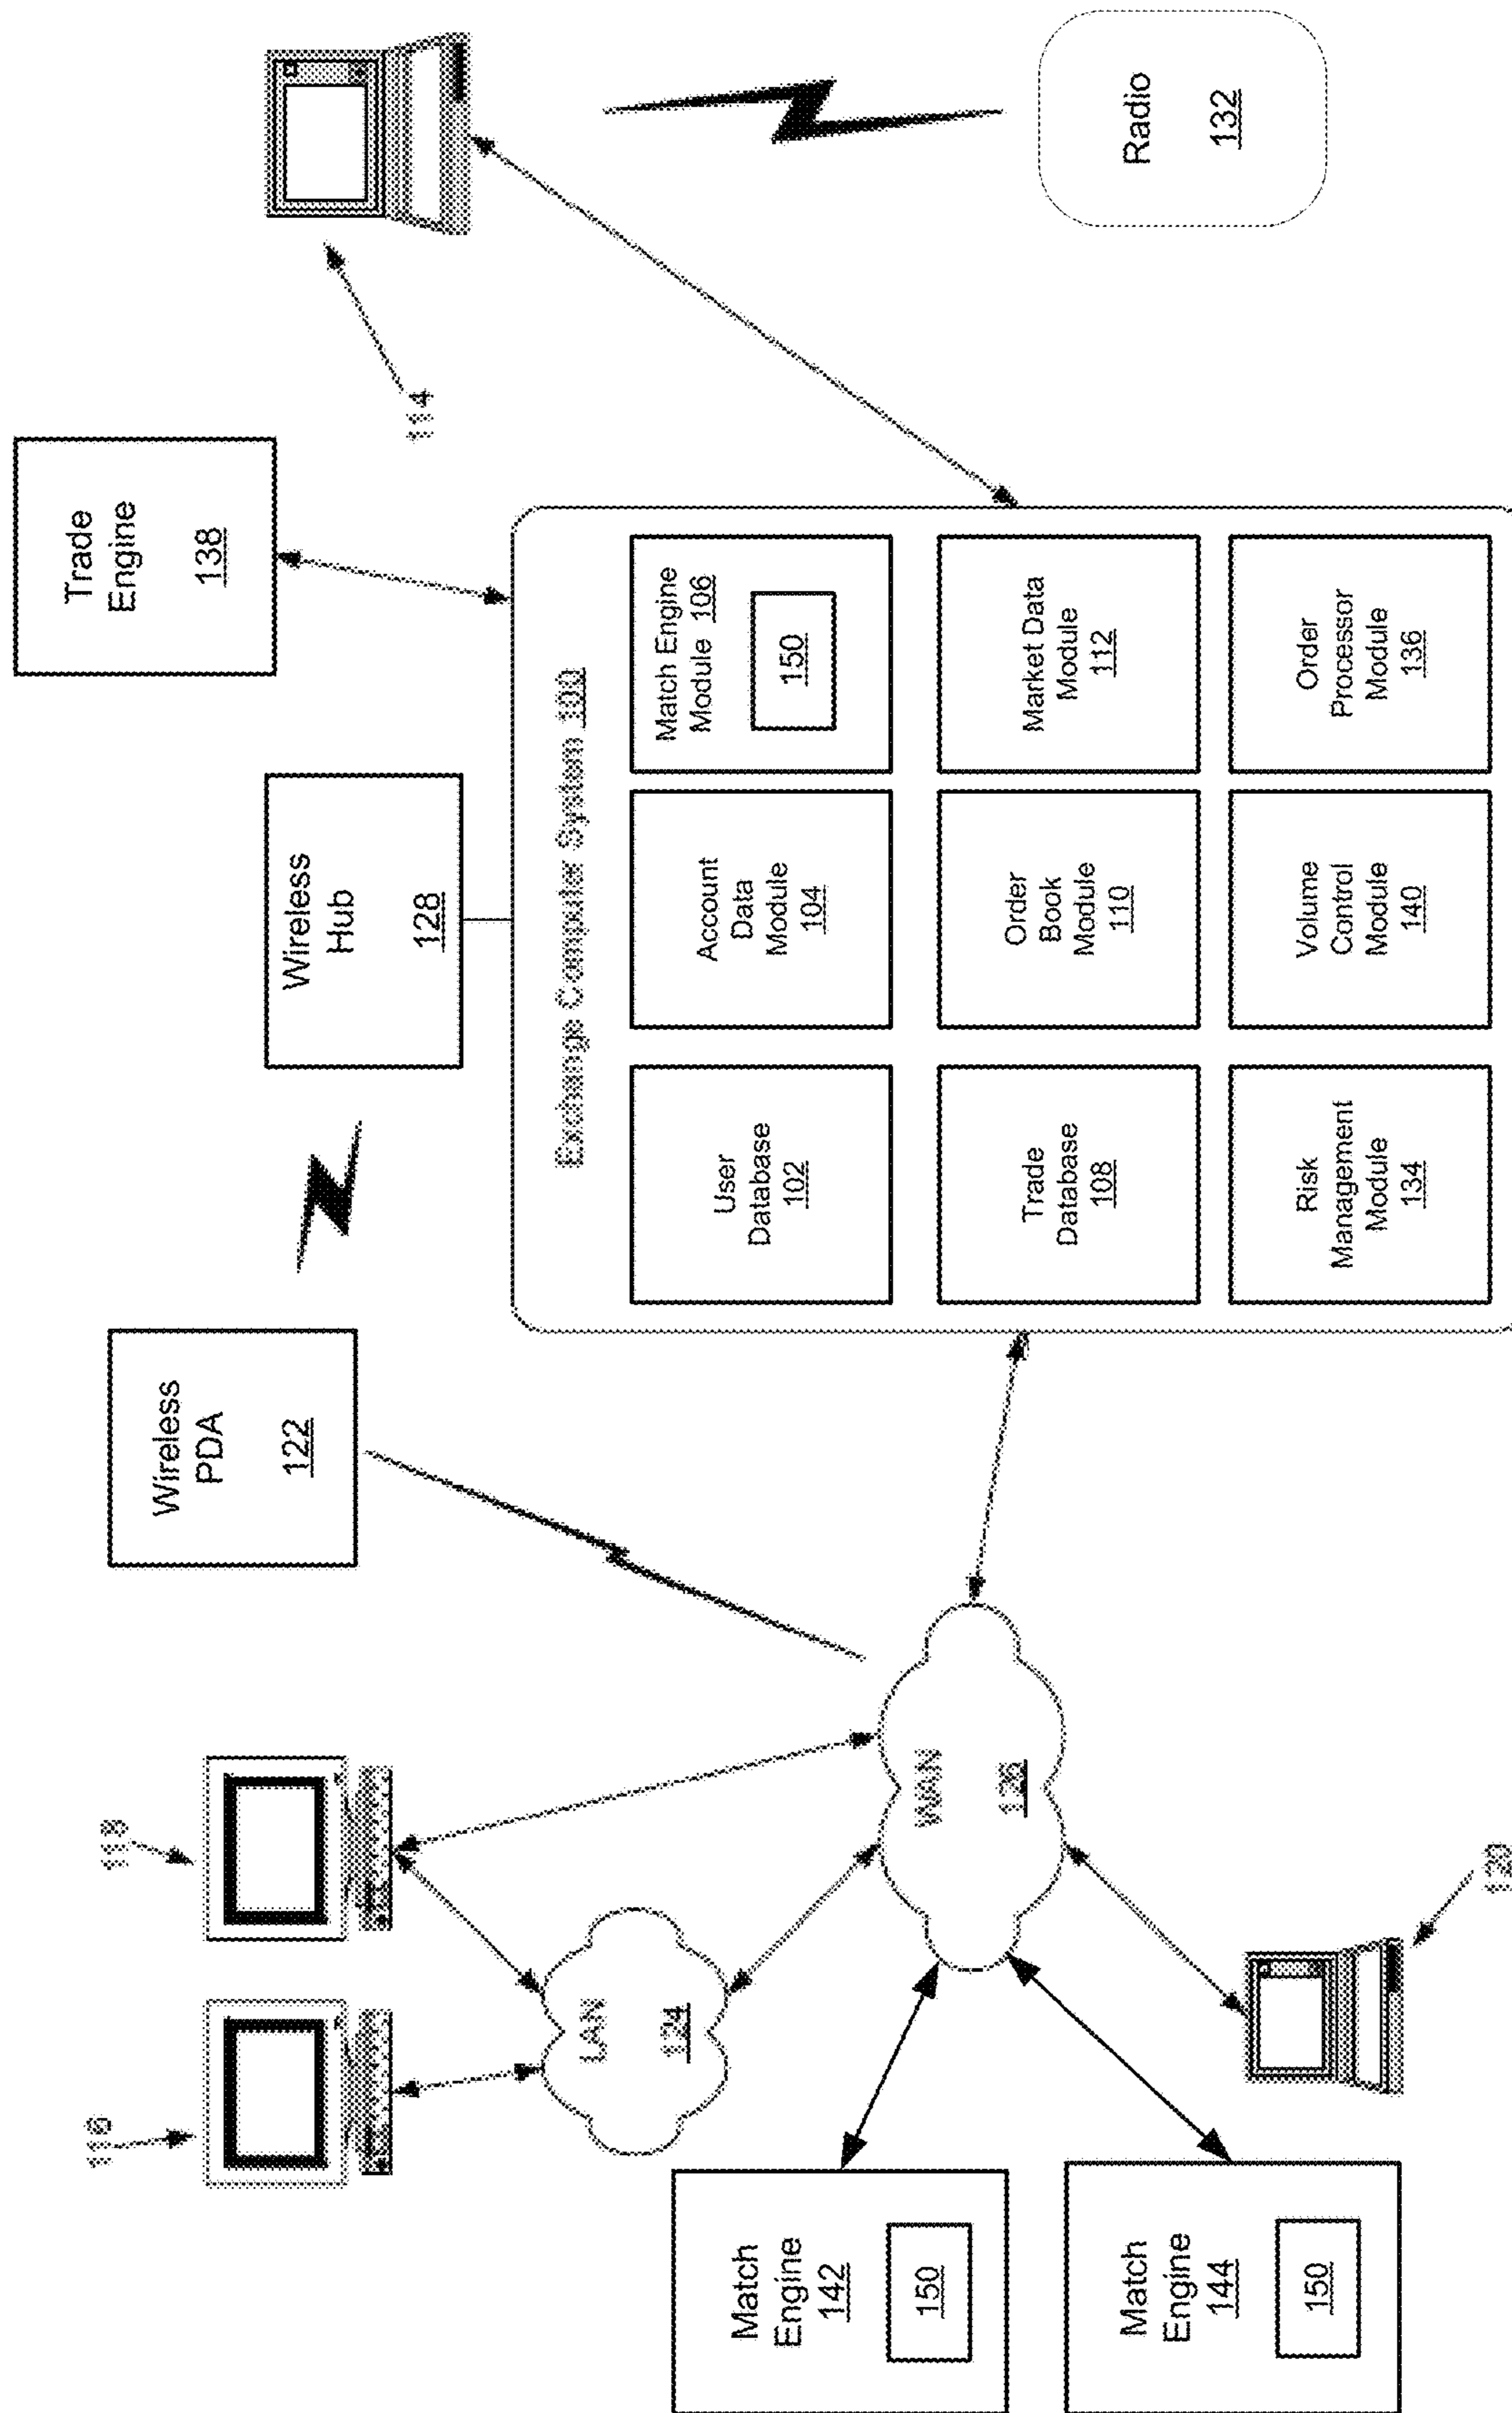 Trade
Engine
138
116
118
Wireless
PDA
122
Wireless
Hub
128
114
LAN
124
Exchange Computer System 100
User
Database
102
Account
Data
Module
104
Match Engine
Module 106
150
Match
Engine
142
150
WAN
126
Trade
Database
108
Order
Book
Module
110
Market Data
Module
112
Radio
132
Match
Engine
144
150
120
Risk
Management
Module
134
Volume
Control
Module
140
Order
Processor
Module
136